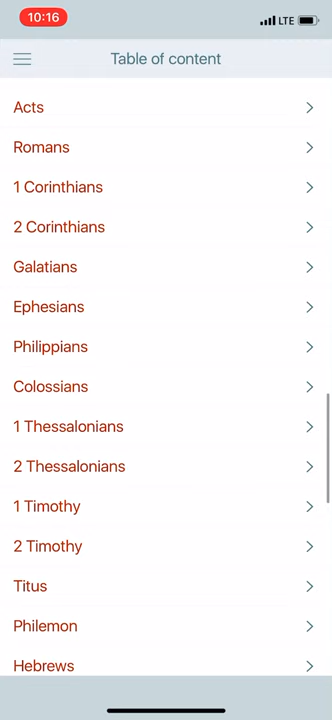 10:16
LTE
Table of content
Acts
Romans
1 Corinthians
2 Corinthians
Galatians
Ephesians
Philippians
Colossians
1 Thessalonians
2 Thessalonians
1 Timothy
2 Timothy
Titus
Philemon
Hebrews